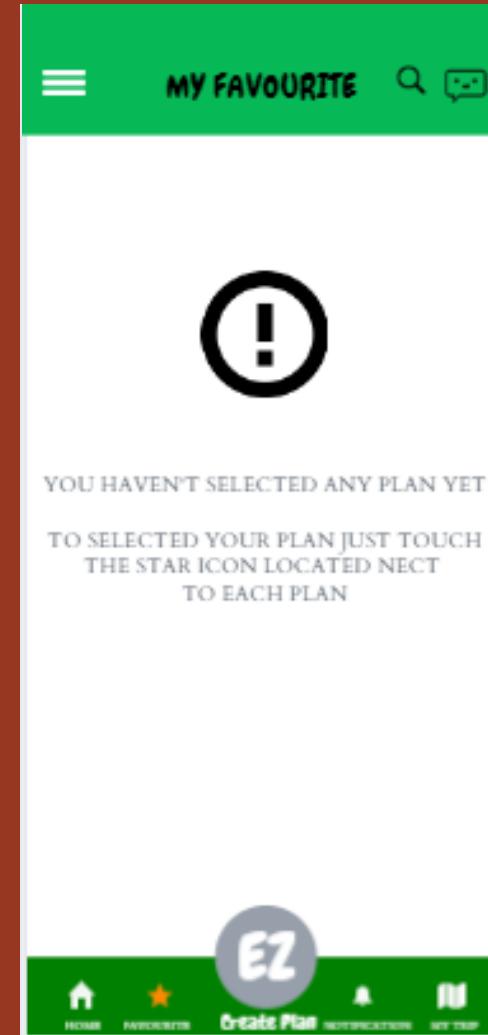 MY FAVOURITE
YOU HAVEN'T SELECTED ANY PLAN YET
TO SELECTED YOUR PLAN JUST TOUCH
THE STAR ICON LOCATED NECT
TO EACH PLAN
EZ
HOME FAVOURITE Create Plan NOTIFICATIONS MY TRIP